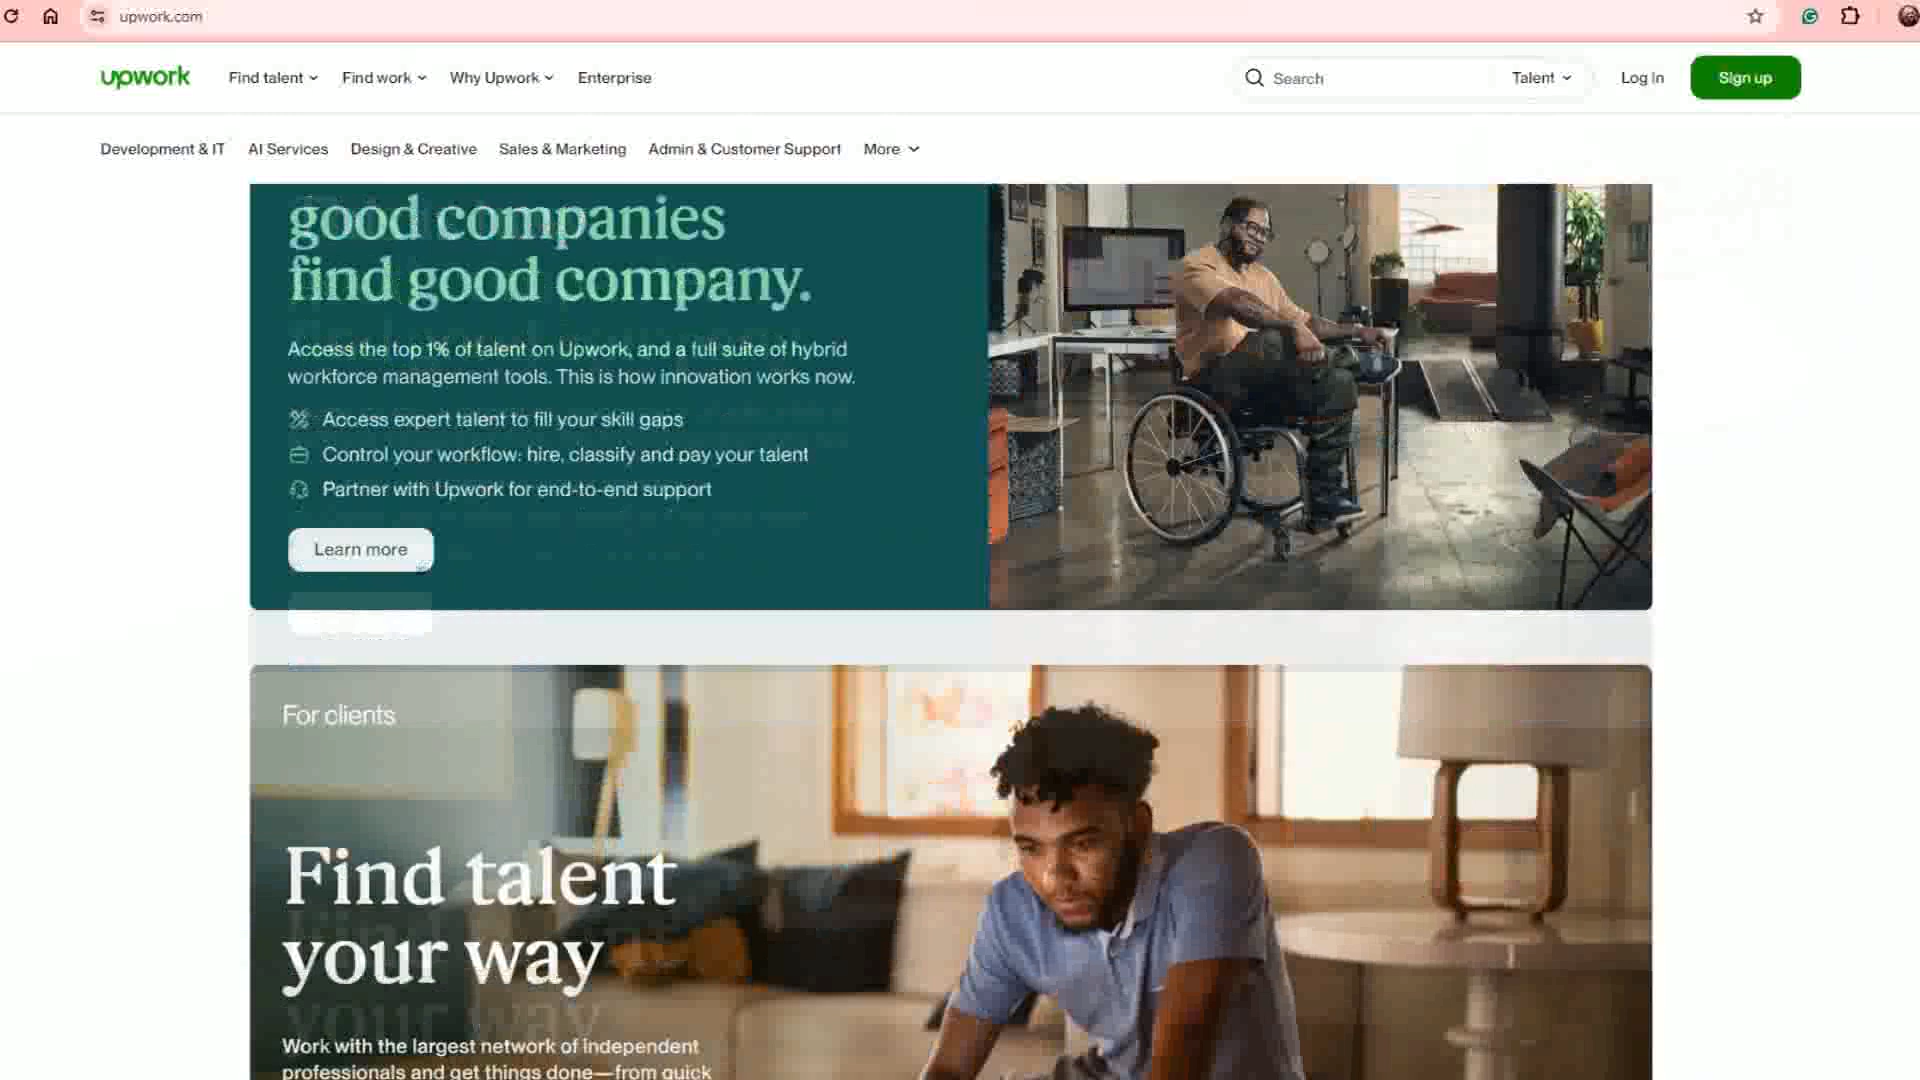 upwork.com
upwork
Find talent
Find work
Why Upwork
Enterprise
Search
Talent
Log In
Sign up
Development & IT
AI Services
Design & Creative
Sales & Marketing
Admin & Customer Support
More
good companies
find good company.
Access the top 1% of talent on Upwork, and a full suite of hybrid
workforce management tools. This is how innovation works now.
Access expert talent to fill your skill gaps
Control your workflow: hire, classify and pay your talent
Partner with Upwork for end-to-end support
Learn more
For clients
Find talent
your way
Work with the largest network of independent
professionals and get things done—from quick